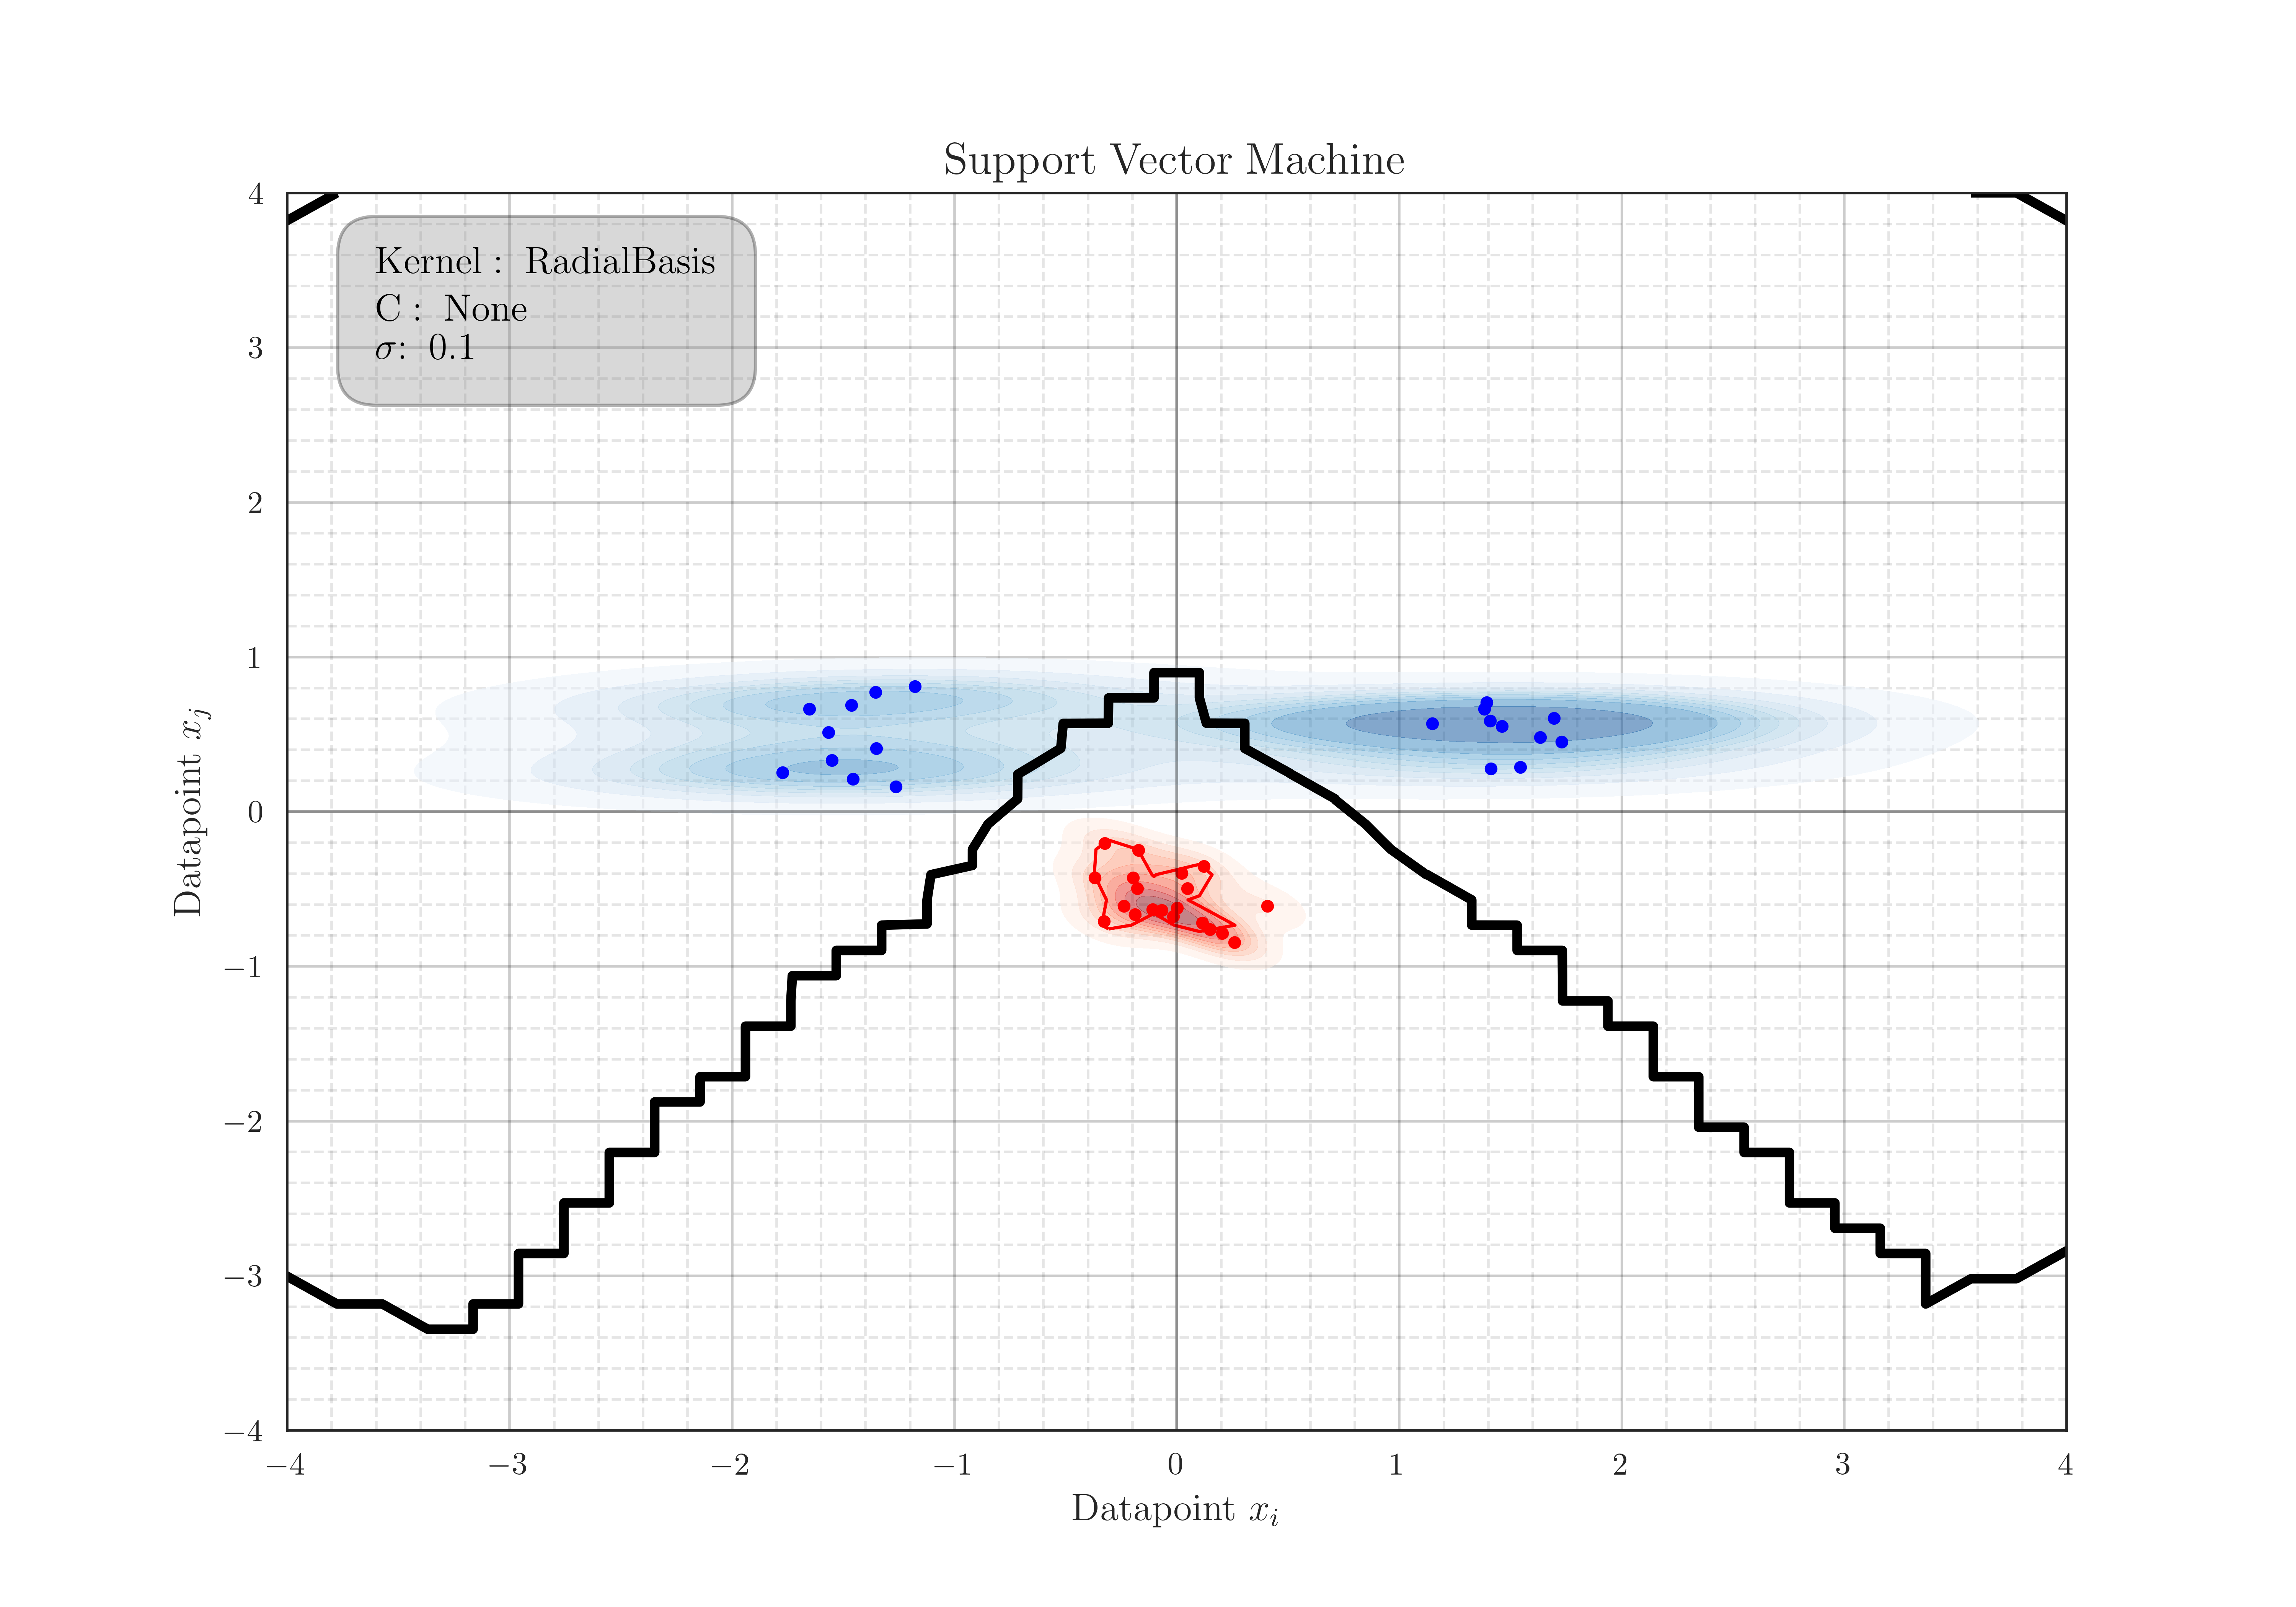 Support Vector Machine
Kernel : RadialBasis
C : None
σ: 0.1
4
3
2
1
0
−1
−2
−3
−4
Datapoint x_j
−4 −3 −2 −1 0 1 2 3 4
Datapoint x_i